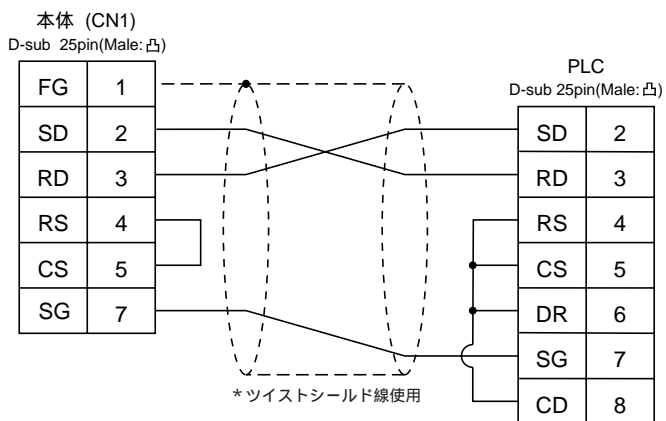 本体 (CN1)
D-sub 25pin(Male: 凸)
FG 1
SD 2
RD 3
RS 4
CS 5
SG 7
PLC
D-sub 25pin(Male: 凸)
SD 2
RD 3
RS 4
CS 5
DR 6
SG 7
CD 8
*ツイストシールド線使用